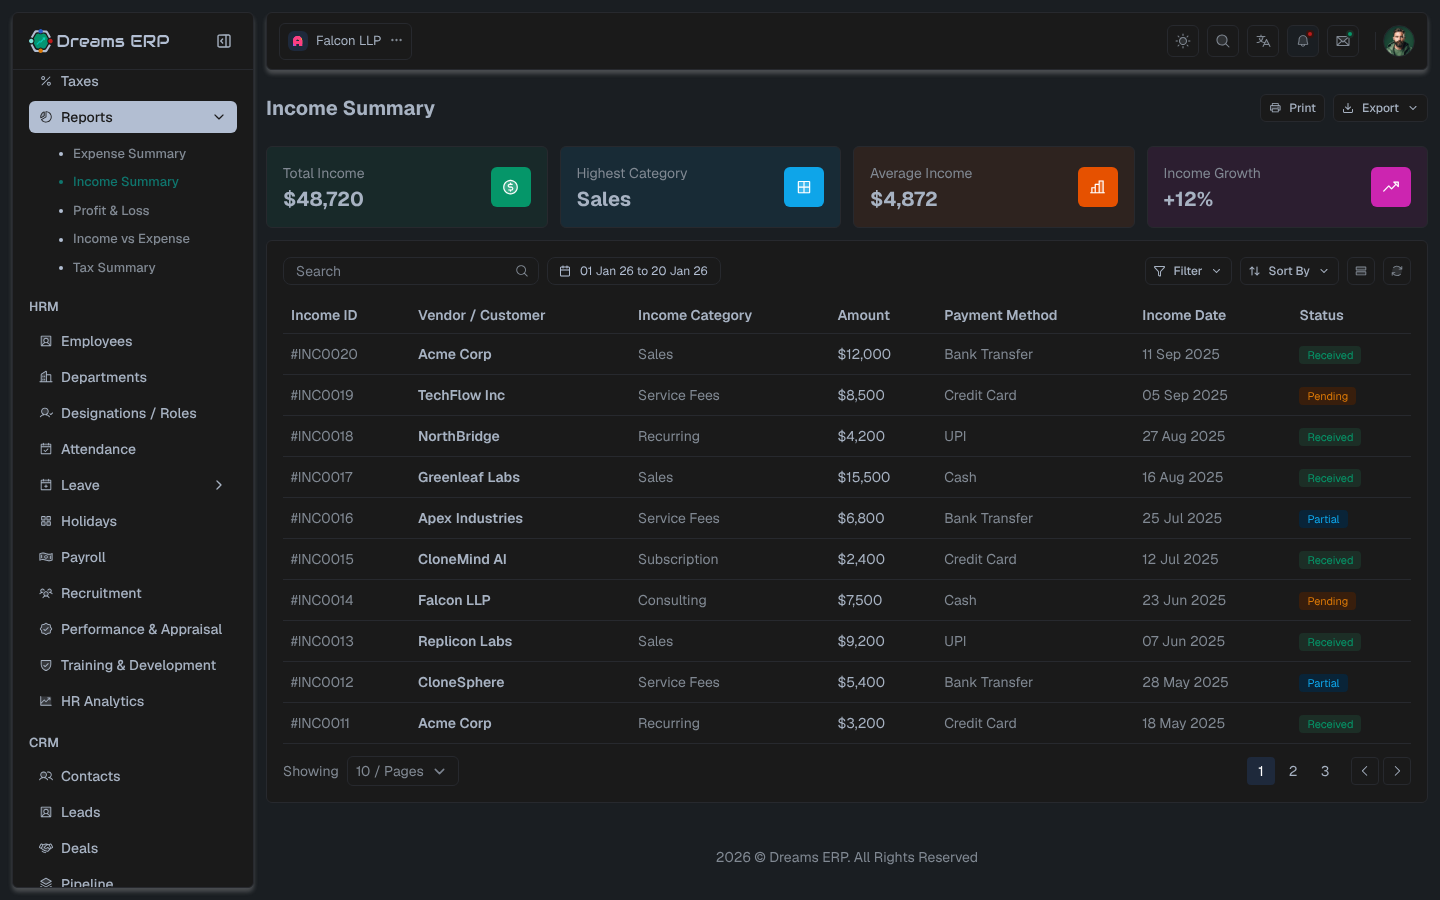 Dreams ERP
Taxes
Reports
Expense Summary
Income Summary
Profit & Loss
Income vs Expense
Tax Summary
HRM
Employees
Departments
Designations / Roles
Attendance
Leave
Holidays
Payroll
Recruitment
Performance & Appraisal
Training & Development
HR Analytics
CRM
Contacts
Leads
Deals
Pipeline
Falcon LLP ···
Income Summary
Print
Export
Total Income
$48,720
Highest Category
Sales
Average Income
$4,872
Income Growth
+12%
Search
01 Jan 26 to 20 Jan 26
Filter
Sort By
Income ID Vendor / Customer Income Category Amount Payment Method Income Date Status
#INC0020 Acme Corp Sales $12,000 Bank Transfer 11 Sep 2025 Received
#INC0019 TechFlow Inc Service Fees $8,500 Credit Card 05 Sep 2025 Pending
#INC0018 NorthBridge Recurring $4,200 UPI 27 Aug 2025 Received
#INC0017 Greenleaf Labs Sales $15,500 Cash 16 Aug 2025 Received
#INC0016 Apex Industries Service Fees $6,800 Bank Transfer 25 Jul 2025 Partial
#INC0015 CloneMind AI Subscription $2,400 Credit Card 12 Jul 2025 Received
#INC0014 Falcon LLP Consulting $7,500 Cash 23 Jun 2025 Pending
#INC0013 Replicon Labs Sales $9,200 UPI 07 Jun 2025 Received
#INC0012 CloneSphere Service Fees $5,400 Bank Transfer 28 May 2025 Partial
#INC0011 Acme Corp Recurring $3,200 Credit Card 18 May 2025 Received
Showing 10 / Pages
1 2 3
2026 © Dreams ERP. All Rights Reserved